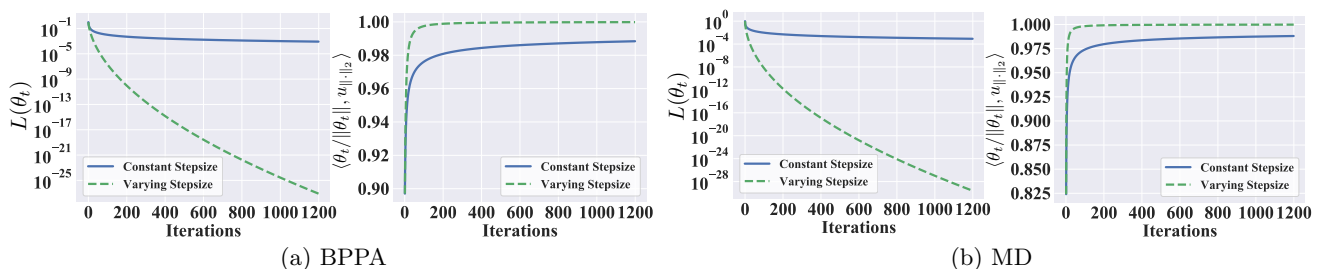 L(θ_t)
10^{-1}
10^{-5}
10^{-9}
10^{-13}
10^{-17}
10^{-21}
10^{-25}
Constant Stepsize
Varying Stepsize
0 200 400 600 800 1000 1200
Iterations
⟨θ_t/||θ_t||, u_{||·||_2}⟩
1.00
0.98
0.96
0.94
0.92
0.90
Constant Stepsize
Varying Stepsize
0 200 400 600 800 1000 1200
Iterations
(a) BPPA
L(θ_t)
10^{0}
10^{-4}
10^{-8}
10^{-12}
10^{-16}
10^{-20}
10^{-24}
10^{-28}
Constant Stepsize
Varying Stepsize
0 200 400 600 800 1000 1200
Iterations
⟨θ_t/||θ_t||, u_{||·||_2}⟩
1.000
0.975
0.950
0.925
0.900
0.875
0.850
0.825
Constant Stepsize
Varying Stepsize
0 200 400 600 800 1000 1200
Iterations
(b) MD